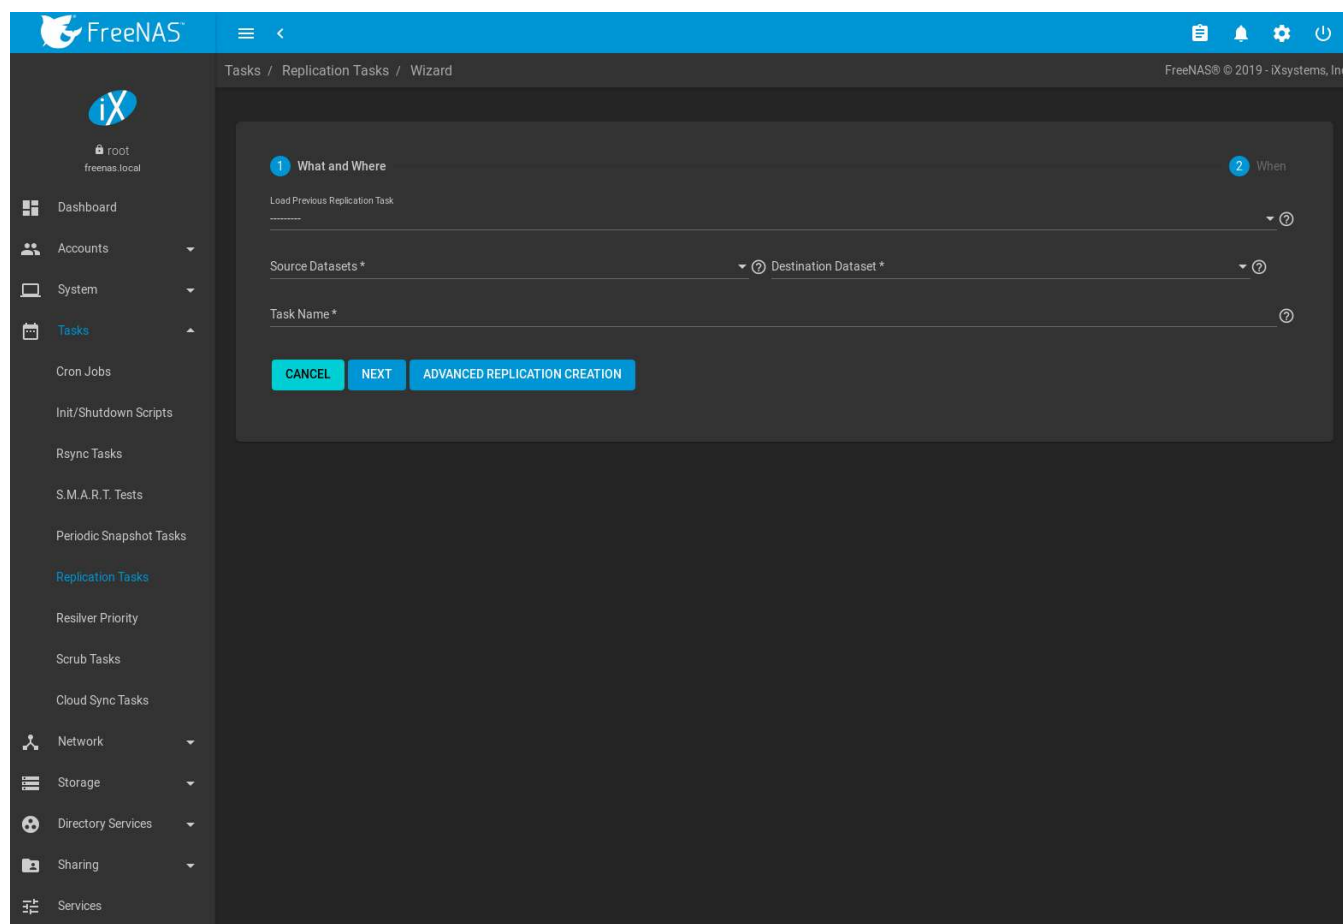 FreeNAS™
Tasks / Replication Tasks / Wizard
FreeNAS® © 2019 - iXsystems, Inc
iX
root
freenas.local
Dashboard
Accounts
System
Tasks
Cron Jobs
Init/Shutdown Scripts
Rsync Tasks
S.M.A.R.T. Tests
Periodic Snapshot Tasks
Replication Tasks
Resilver Priority
Scrub Tasks
Cloud Sync Tasks
Network
Storage
Directory Services
Sharing
Services
1 What and Where
2 When
Load Previous Replication Task
---------
Source Datasets *
Destination Dataset *
Task Name *
CANCEL
NEXT
ADVANCED REPLICATION CREATION